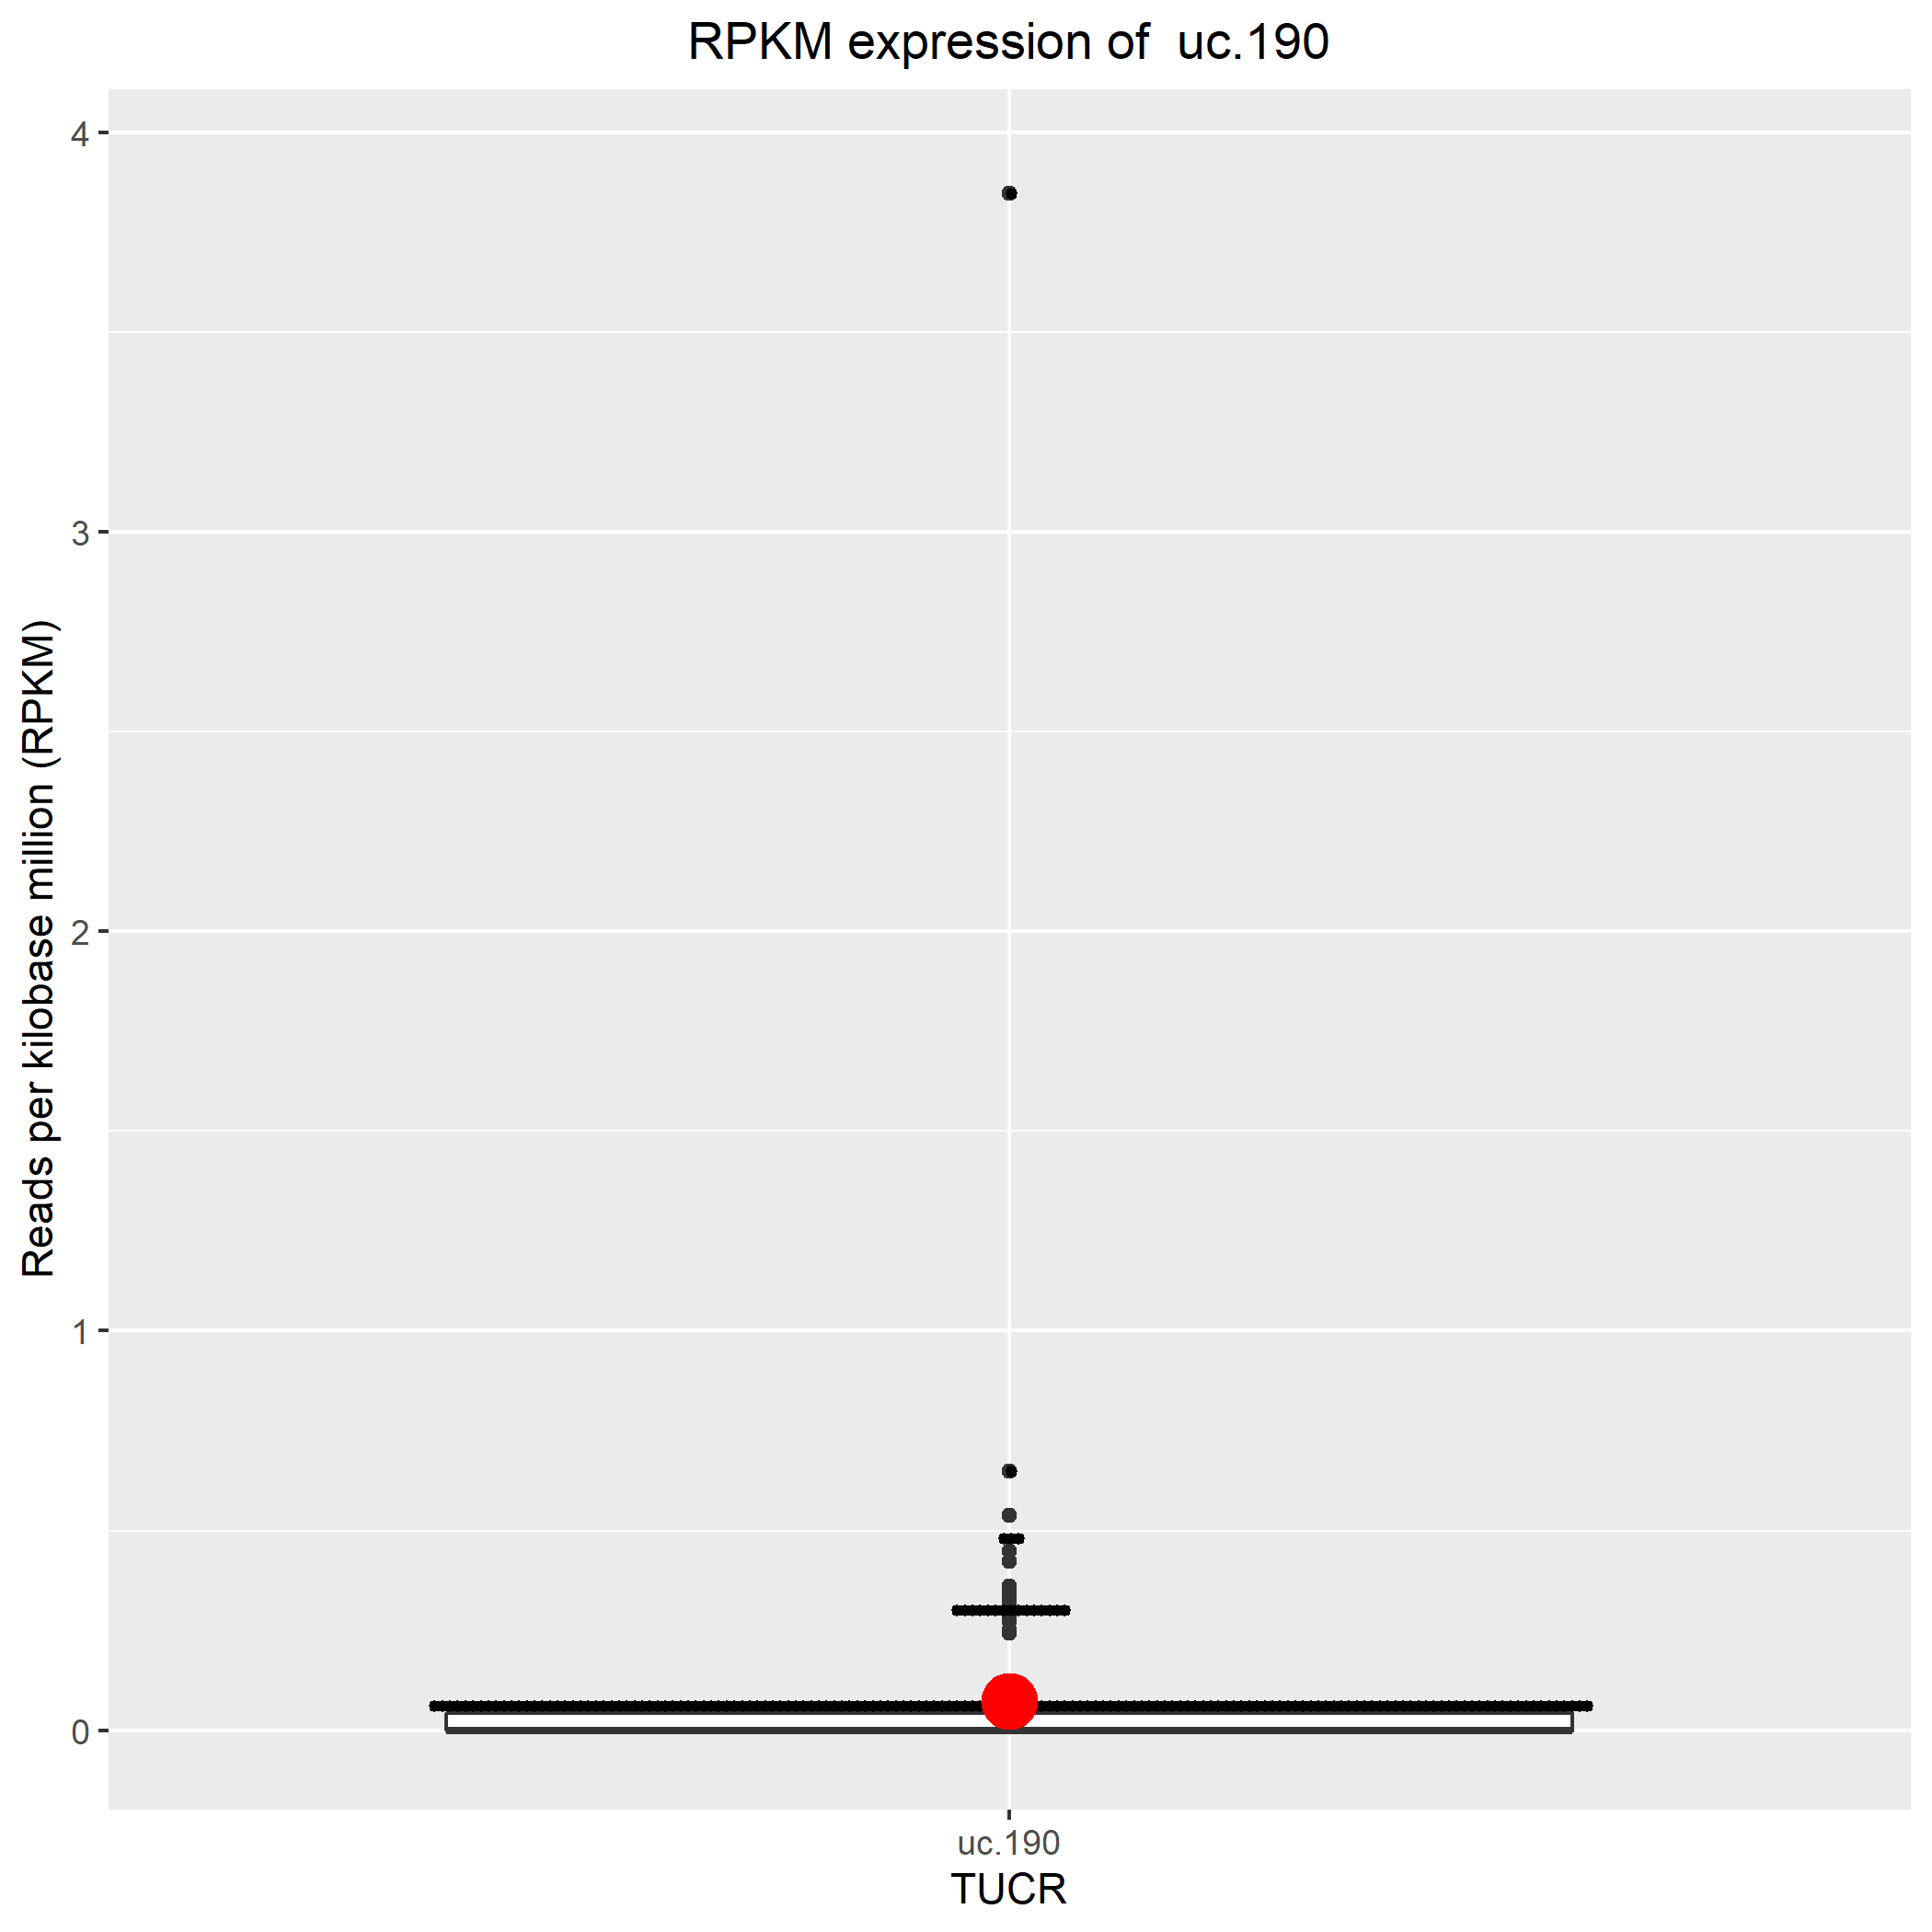 RPKM expression of  uc.190
Reads per kilobase million (RPKM)
4
3
2
1
0
uc.190
TUCR